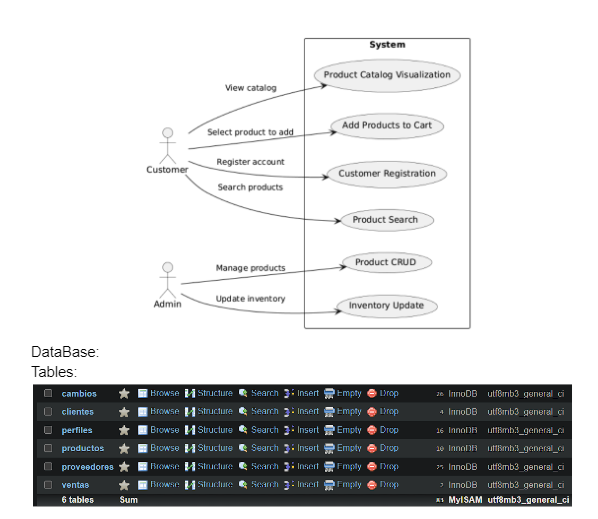 System
Product Catalog Visualization
View catalog
Add Products to Cart
Select product to add
Register account
Customer Registration
Customer
Search products
Product Search
Product CRUD
Manage products
Admin
Update inventory
Inventory Update
DataBase:
Tables:
cambios Browse Structure Search Insert Empty Drop 26 InnoDB utf8mb3_general_ci
clientes Browse Structure Search Insert Empty Drop 4 InnoDB utf8mb3_general_ci
perfiles Browse Structure Search Insert Empty Drop 16 InnoDB utf8mb3_general_ci
productos Browse Structure Search Insert Empty Drop 10 InnoDB utf8mb3_general_ci
proveedores Browse Structure Search Insert Empty Drop 25 InnoDB utf8mb3_general_ci
ventas Browse Structure Search Insert Empty Drop InnoDB utf8mb3_general_ci
6 tables Sum MyISAM utf8mb3_general_ci